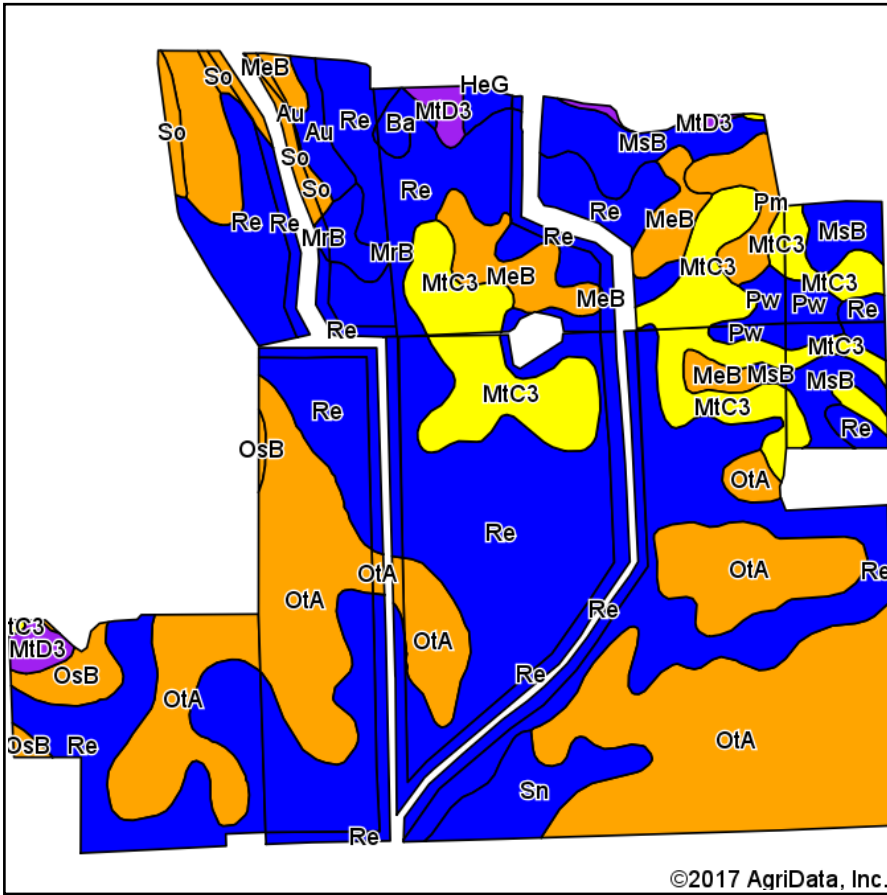 So
MeB
HeG
MtD3
Au
Re
Ba
MtD3
So
Au
MsB
So
So
Re
Re
Re
Re
Pm
MeB
MsB
MrB
Re
MtC3
MrB
MtC3
MtC3
MeB
MtC3
MeB
Pw
Pw
Re
Re
Pw
MtC3
MeB
MsB
MsB
MtC3
MtC3
Re
Re
OsB
OtA
Re
OtA
OtA
Re
OtA
Re
tC3
OtA
MtD3
OsB
Re
OtA
OsB
Re
OtA
Sn
Re
©2017 AgriData, Inc.